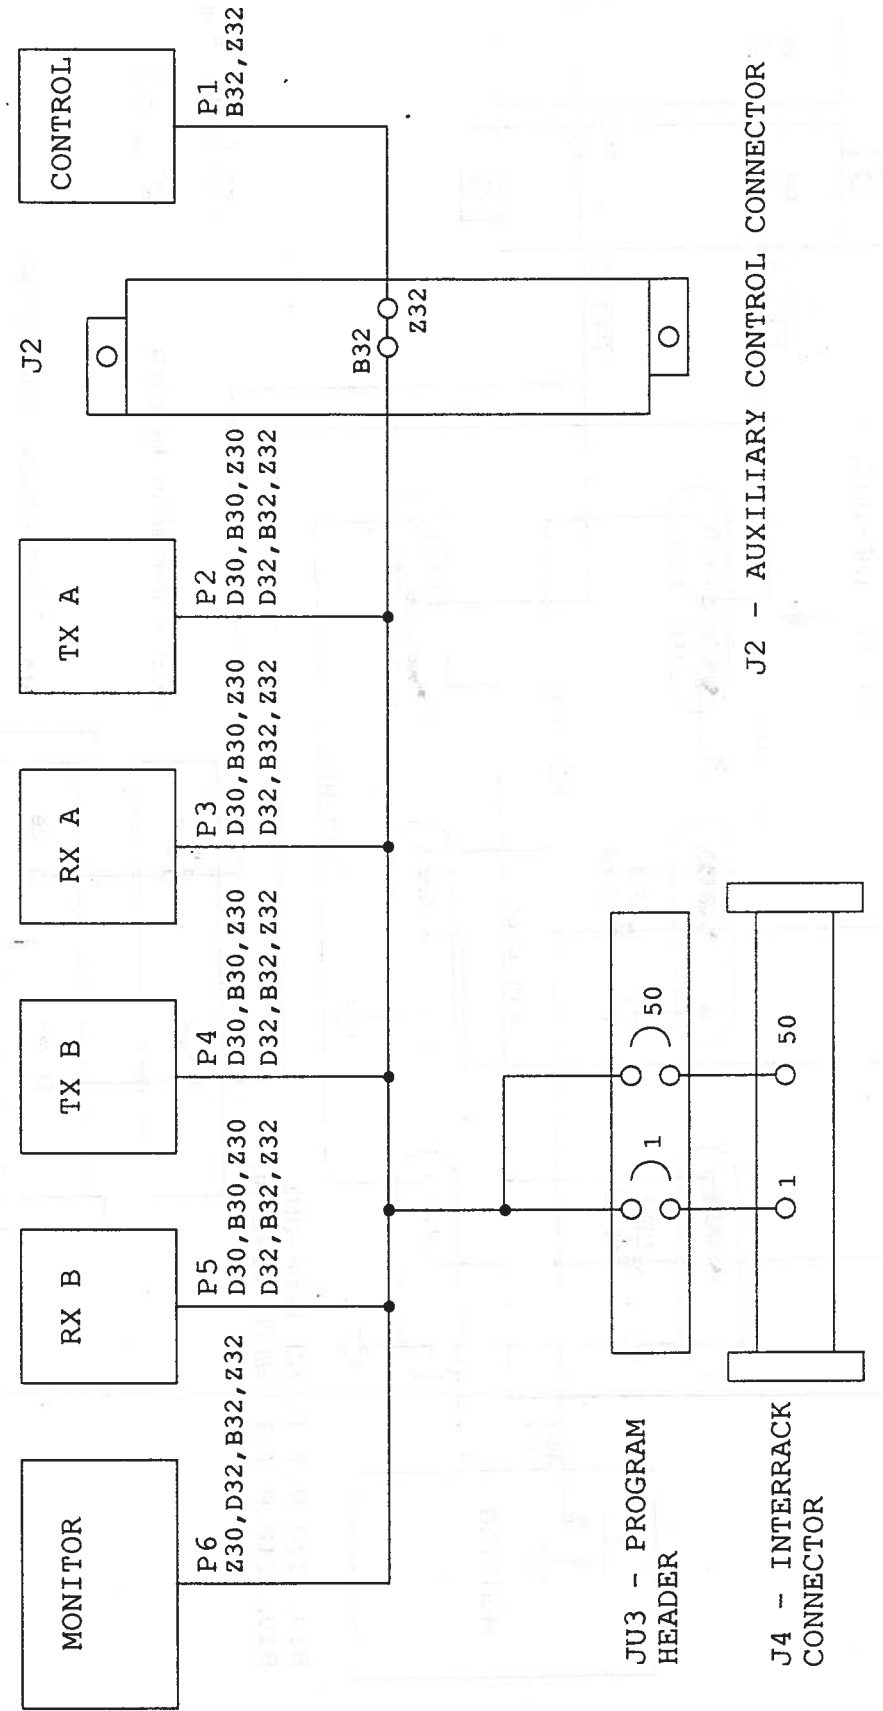 MONITOR
RX B
TX B
RX A
TX A
CONTROL
P6
Z30,D32,B32,Z32
P5
D30,B30,Z30
D32,B32,Z32
P4
D30,B30,Z30
D32,B32,Z32
P3
D30,B30,Z30
D32,B32,Z32
P2
D30,B30,Z30
D32,B32,Z32
J2
P1
B32,Z32
B32
Z32
JU3 - PROGRAM
HEADER
1
50
J4 - INTERRACK
CONNECTOR
1
50
J2 - AUXILIARY CONTROL CONNECTOR